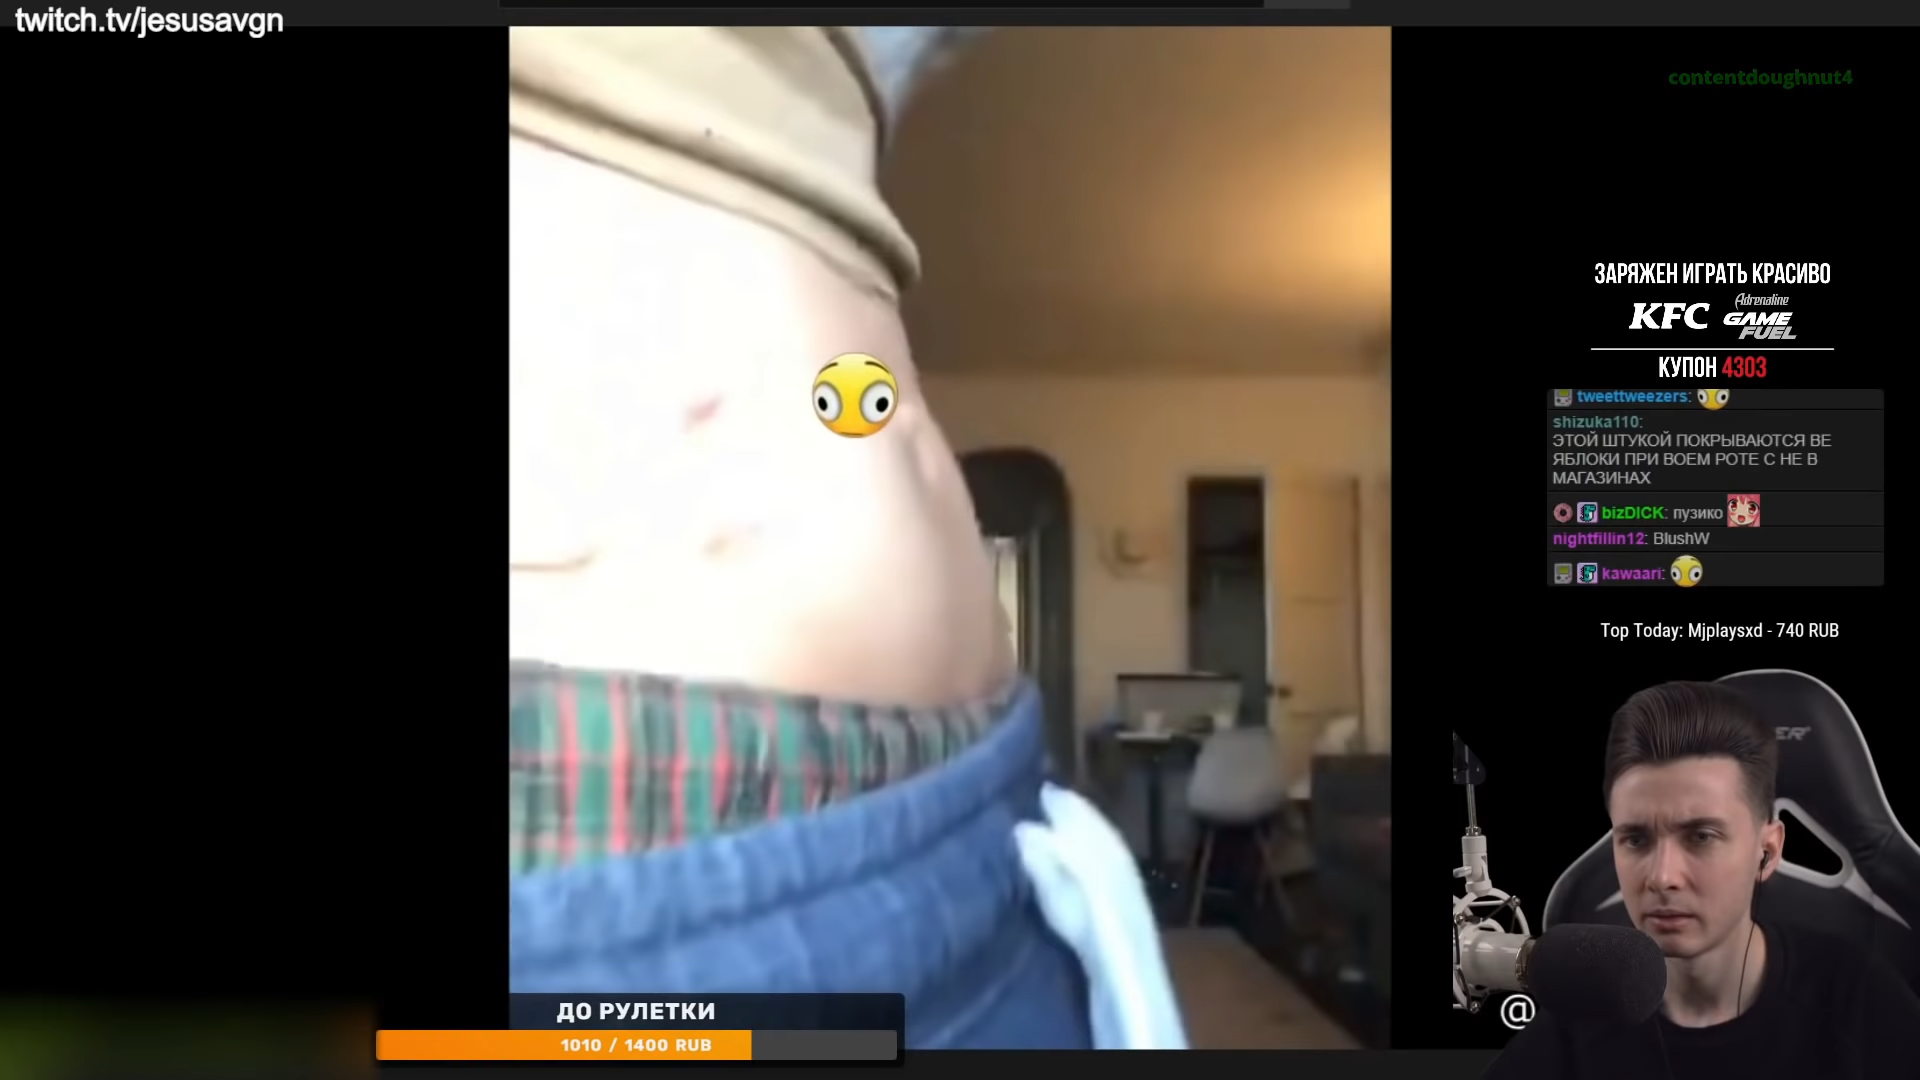 twitch.tv/jesusavgn
contentdoughnut4
ЗАРЯЖЕН ИГРАТЬ КРАСИВО
KFC Adrenaline GAME FUEL
КУПОН 4303
tweettweezers:
shizuka110:
ЭТОЙ ШТУКОЙ ПОКРЫВАЮТСЯ ВЕ
ЯБЛОКИ ПРИ ВОЕМ РОТЕ С НЕ В
МАГАЗИНАХ
bizDICK: пузико
nightfillin12: BlushW
kawaari:
Top Today: Mjplaysxd - 740 RUB
@
ДО РУЛЕТКИ
1010 / 1400 RUB